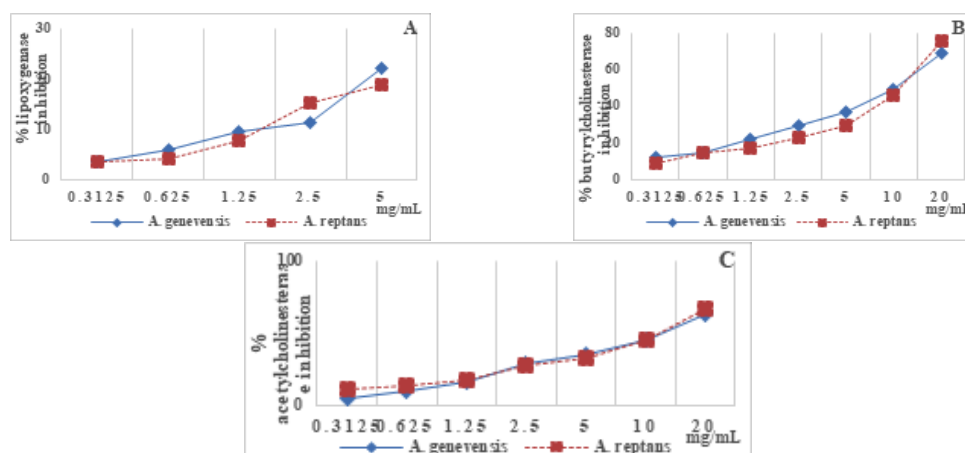 A
% lipoxygenase
inhibition
30
20
10
0
0.3125
0.625
1.25
2.5
5
mg/mL
A. genevensis
A. reptans
B
% butyrylcholinesterase
inhibition
80
60
40
20
0
0.3125
0.625
1.25
2.5
5
10
20
mg/mL
A. genevensis
A. reptans
C
%
acetylcholinesteras
e inhibition
100
0
0.3125
0.625
1.25
2.5
5
10
20
mg/mL
A. genevensis
A. reptans